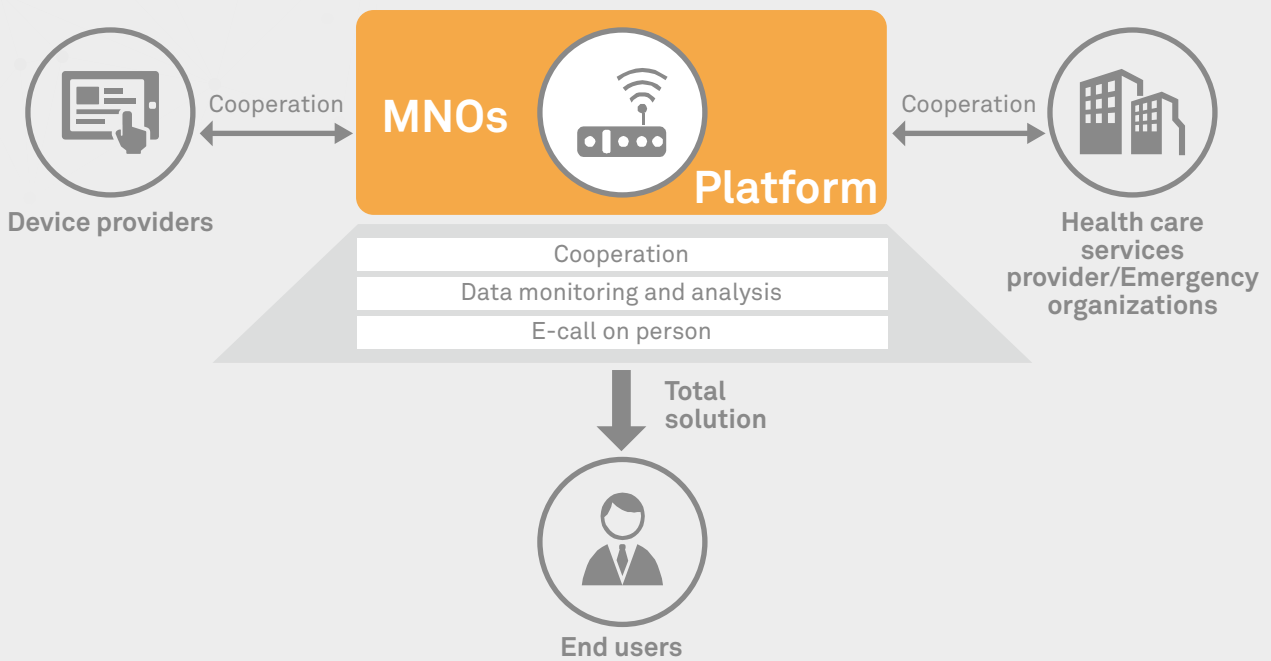 Cooperation
MNOs
Platform
Cooperation
Device providers
Health care
services
provider/Emergency
organizations
Cooperation
Data monitoring and analysis
E-call on person
Total
solution
End users